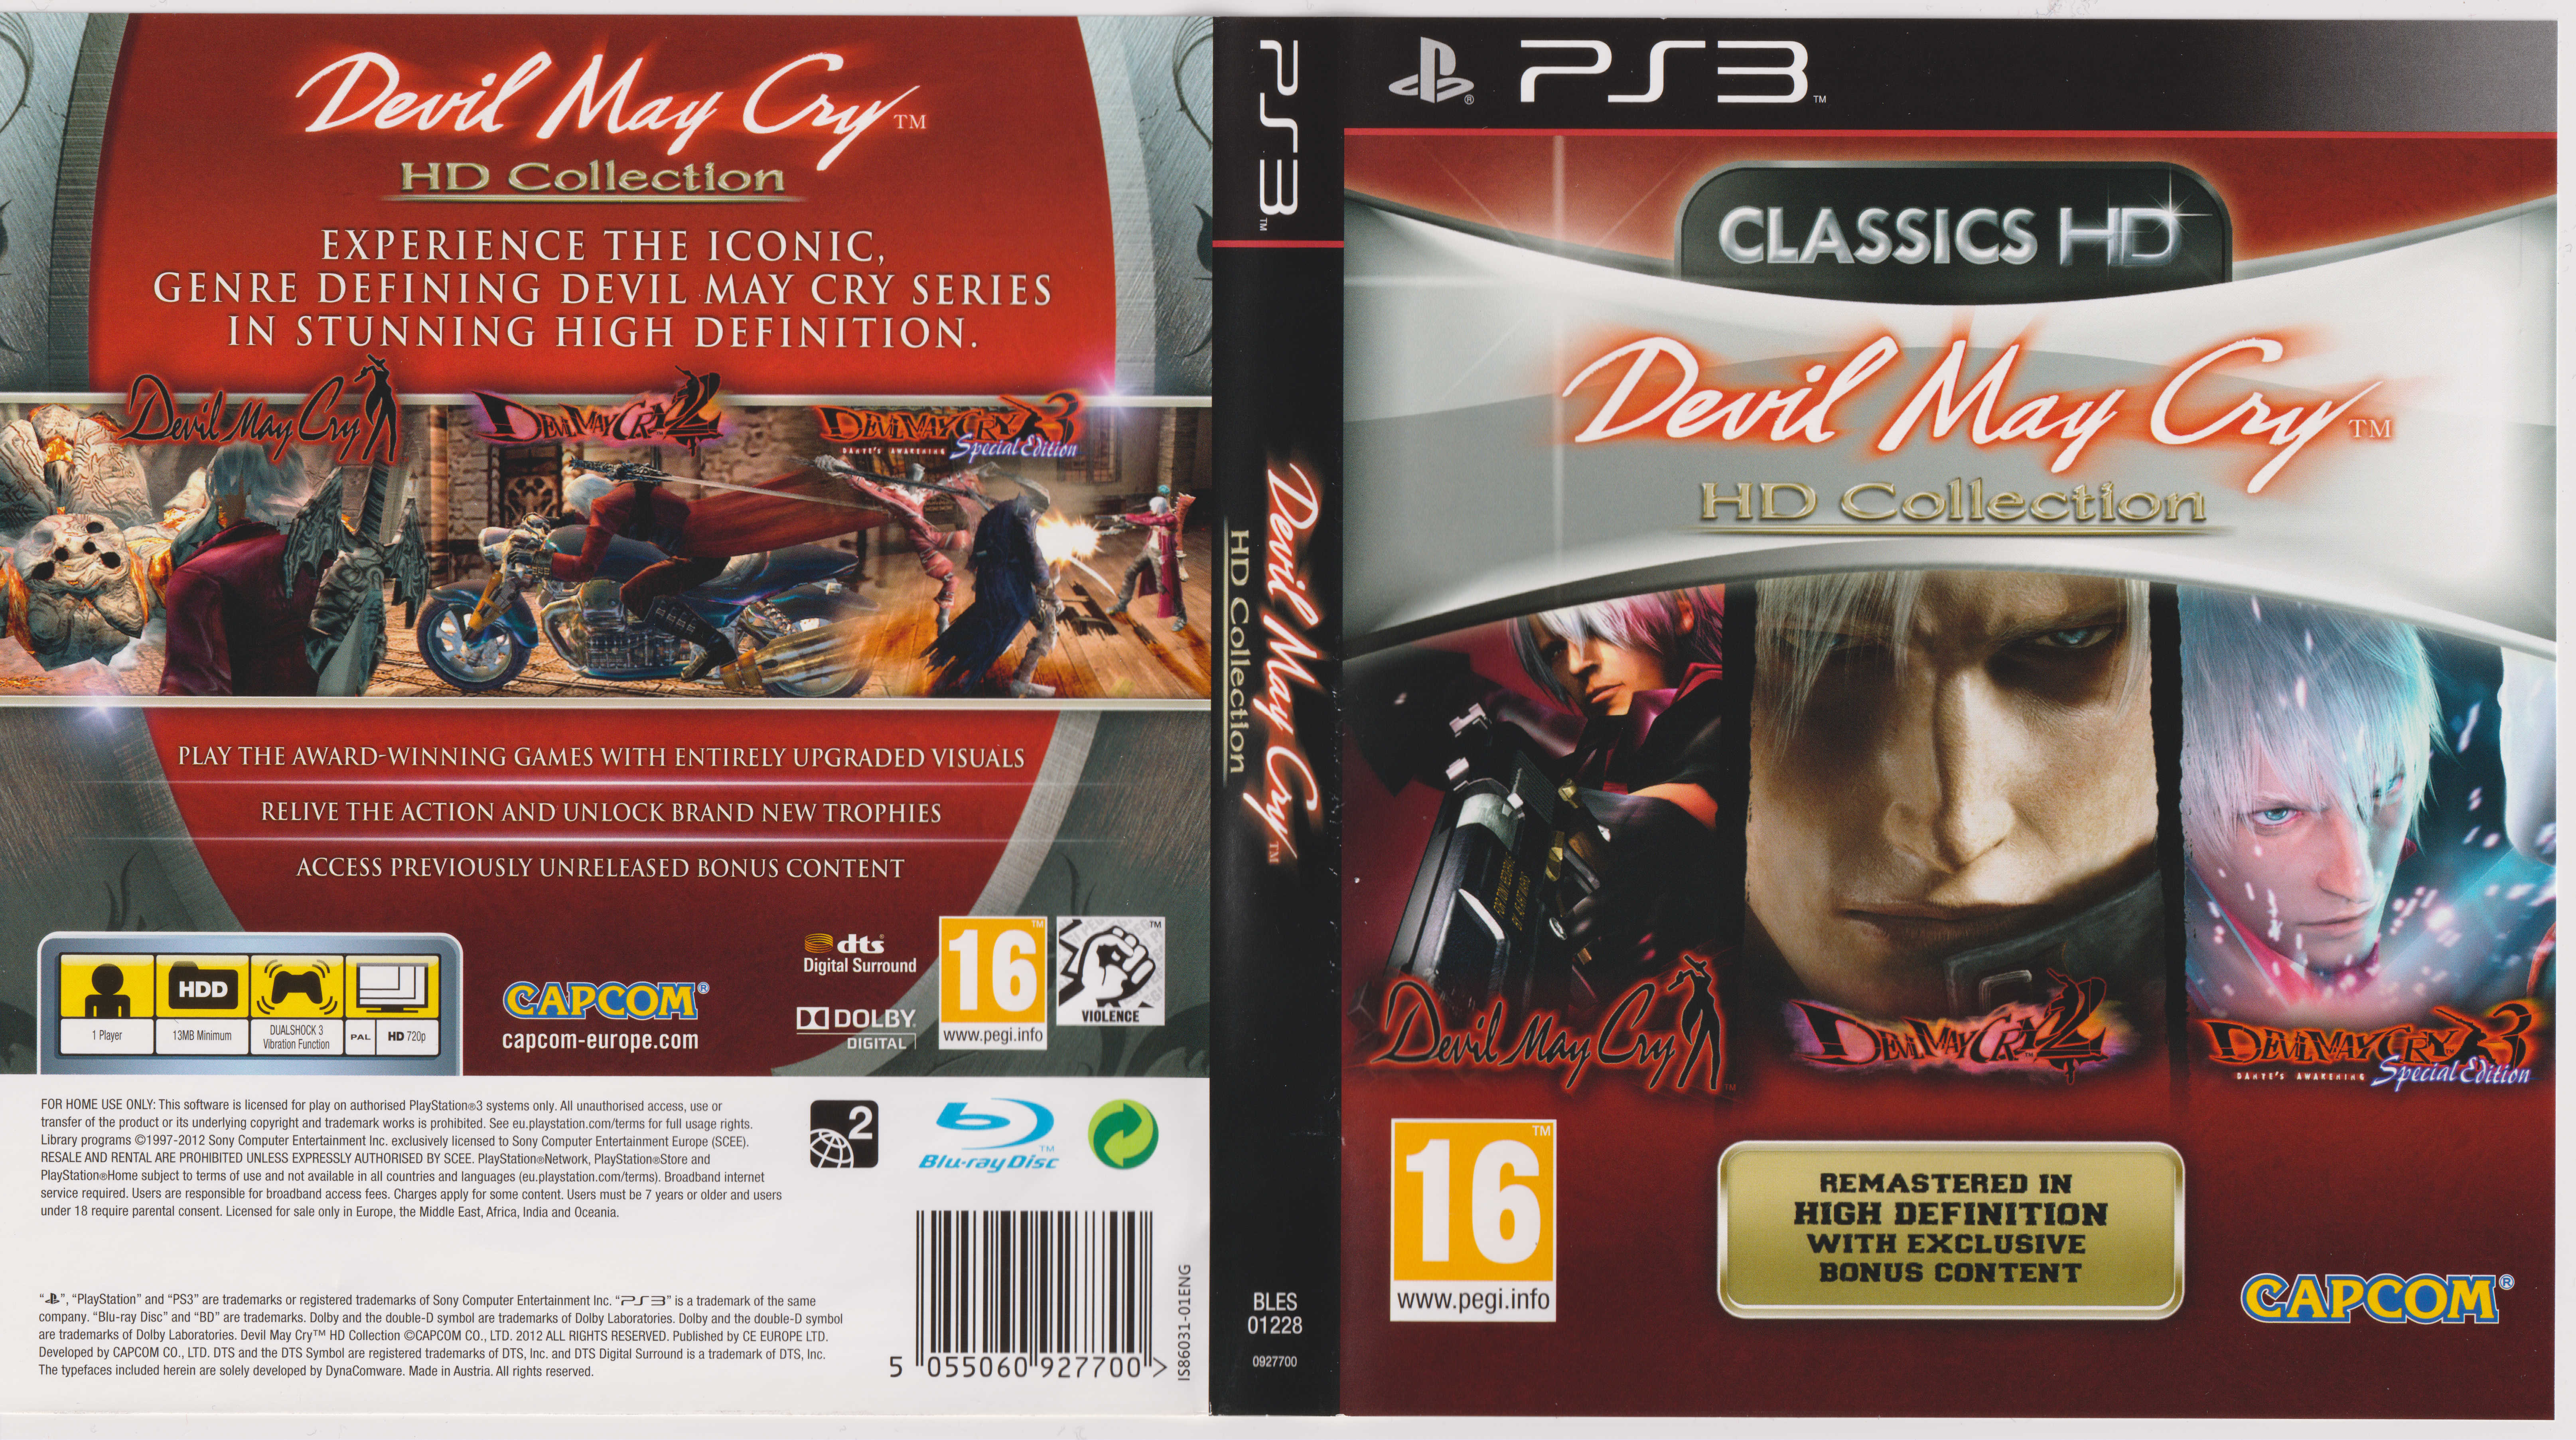 Devil May Cry™
HD Collection
EXPERIENCE THE ICONIC,
GENRE DEFINING DEVIL MAY CRY SERIES
IN STUNNING HIGH DEFINITION.
Devil May Cry
DEVIL MAY CRY 2
DEVIL MAY CRY 3
DANTE'S AWAKENING Special Edition
PLAY THE AWARD-WINNING GAMES WITH ENTIRELY UPGRADED VISUALS
RELIVE THE ACTION AND UNLOCK BRAND NEW TROPHIES
ACCESS PREVIOUSLY UNRELEASED BONUS CONTENT
HDD
1 Player
13MB Minimum
DUALSHOCK 3
Vibration Function
PAL
HD 720p
CAPCOM®
capcom-europe.com
dts
Digital Surround
DOLBY
DIGITAL
16™
www.pegi.info
™
VIOLENCE
FOR HOME USE ONLY: This software is licensed for play on authorised PlayStation®3 systems only. All unauthorised access, use or
transfer of the product or its underlying copyright and trademark works is prohibited. See eu.playstation.com/terms for full usage rights.
Library programs ©1997-2012 Sony Computer Entertainment Inc. exclusively licensed to Sony Computer Entertainment Europe (SCEE).
RESALE AND RENTAL ARE PROHIBITED UNLESS EXPRESSLY AUTHORISED BY SCEE. PlayStation®Network, PlayStation®Store and
PlayStation®Home subject to terms of use and not available in all countries and languages (eu.playstation.com/terms). Broadband internet
service required. Users are responsible for broadband access fees. Charges apply for some content. Users must be 7 years or older and users
under 18 require parental consent. Licensed for sale only in Europe, the Middle East, Africa, India and Oceania.
2
Blu-ray Disc™
"", "PlayStation" and "PS3" are trademarks or registered trademarks of Sony Computer Entertainment Inc. "PS3" is a trademark of the same
company. "Blu-ray Disc" and "BD" are trademarks. Dolby and the double-D symbol are trademarks of Dolby Laboratories. Dolby and the double-D symbol
are trademarks of Dolby Laboratories. Devil May Cry™ HD Collection ©CAPCOM CO., LTD. 2012 ALL RIGHTS RESERVED. Published by CE EUROPE LTD.
Developed by CAPCOM CO., LTD. DTS and the DTS Symbol are registered trademarks of DTS, Inc. and DTS Digital Surround is a trademark of DTS, Inc.
The typefaces included herein are solely developed by DynaComware. Made in Austria. All rights reserved.
5 055060 927700 >
IS86031-01ENG
PS3™
Devil May Cry™
HD Collection
BLES
01228
0927700
PS3™
CLASSICS HD
Devil May Cry™
HD Collection
Devil May Cry™
DEVIL MAY CRY 2
DEVIL MAY CRY 3
DANTE'S AWAKENING Special Edition
16™
www.pegi.info
REMASTERED IN
HIGH DEFINITION
WITH EXCLUSIVE
BONUS CONTENT
CAPCOM®